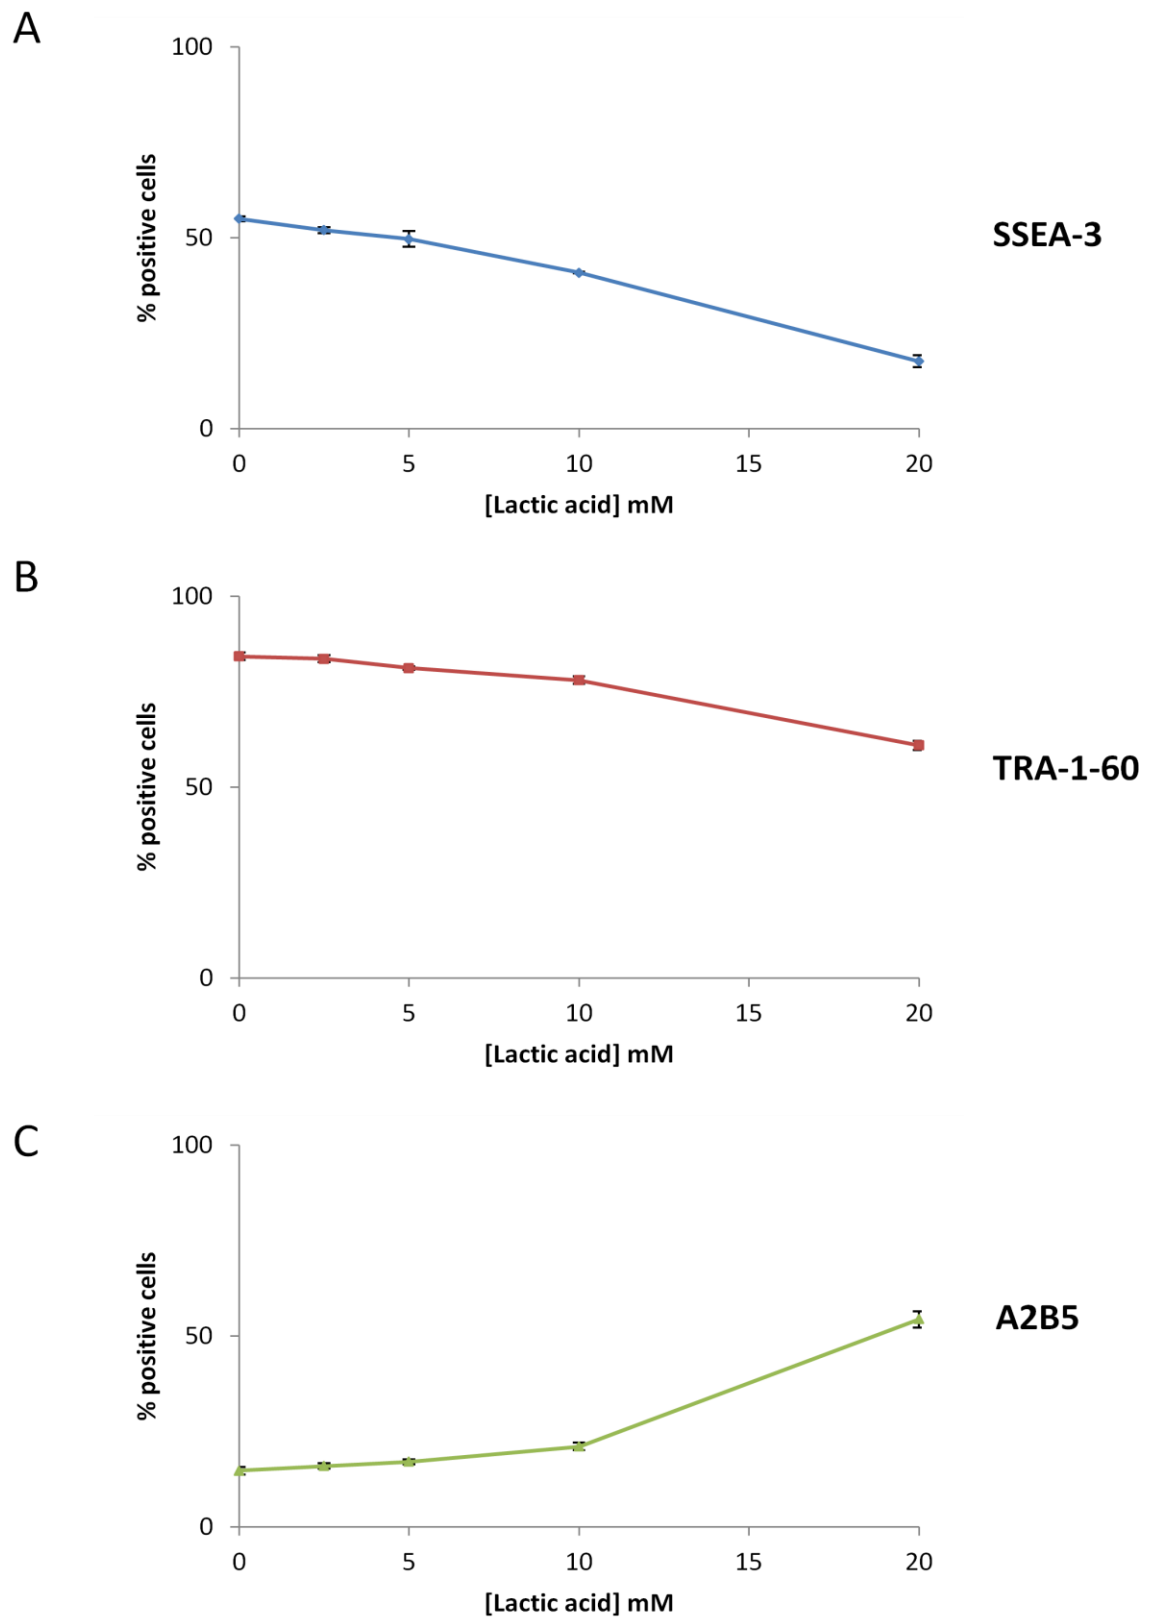 A
100
50
0
% positive cells
0 5 10 15 20
[Lactic acid] mM
SSEA-3
B
100
50
0
% positive cells
0 5 10 15 20
[Lactic acid] mM
TRA-1-60
C
100
50
0
% positive cells
0 5 10 15 20
[Lactic acid] mM
A2B5